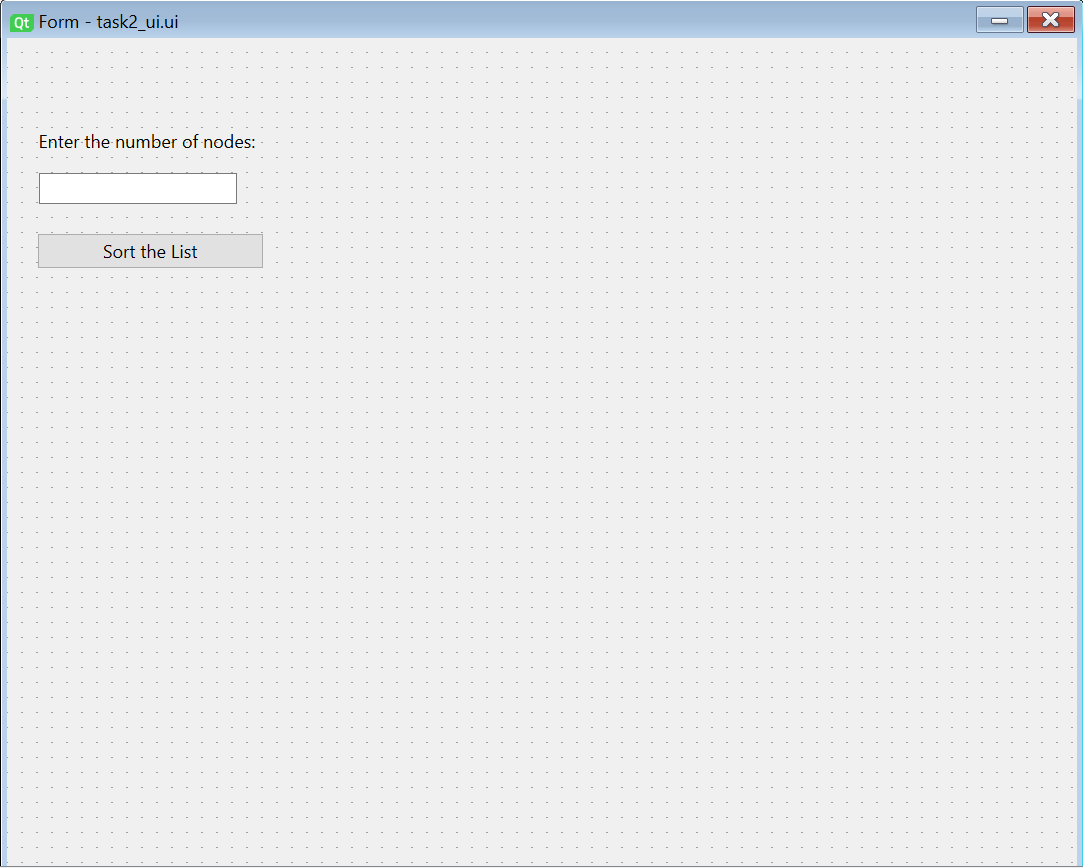 Qt Form - task2_ui.ui
Enter the number of nodes:
Sort the List